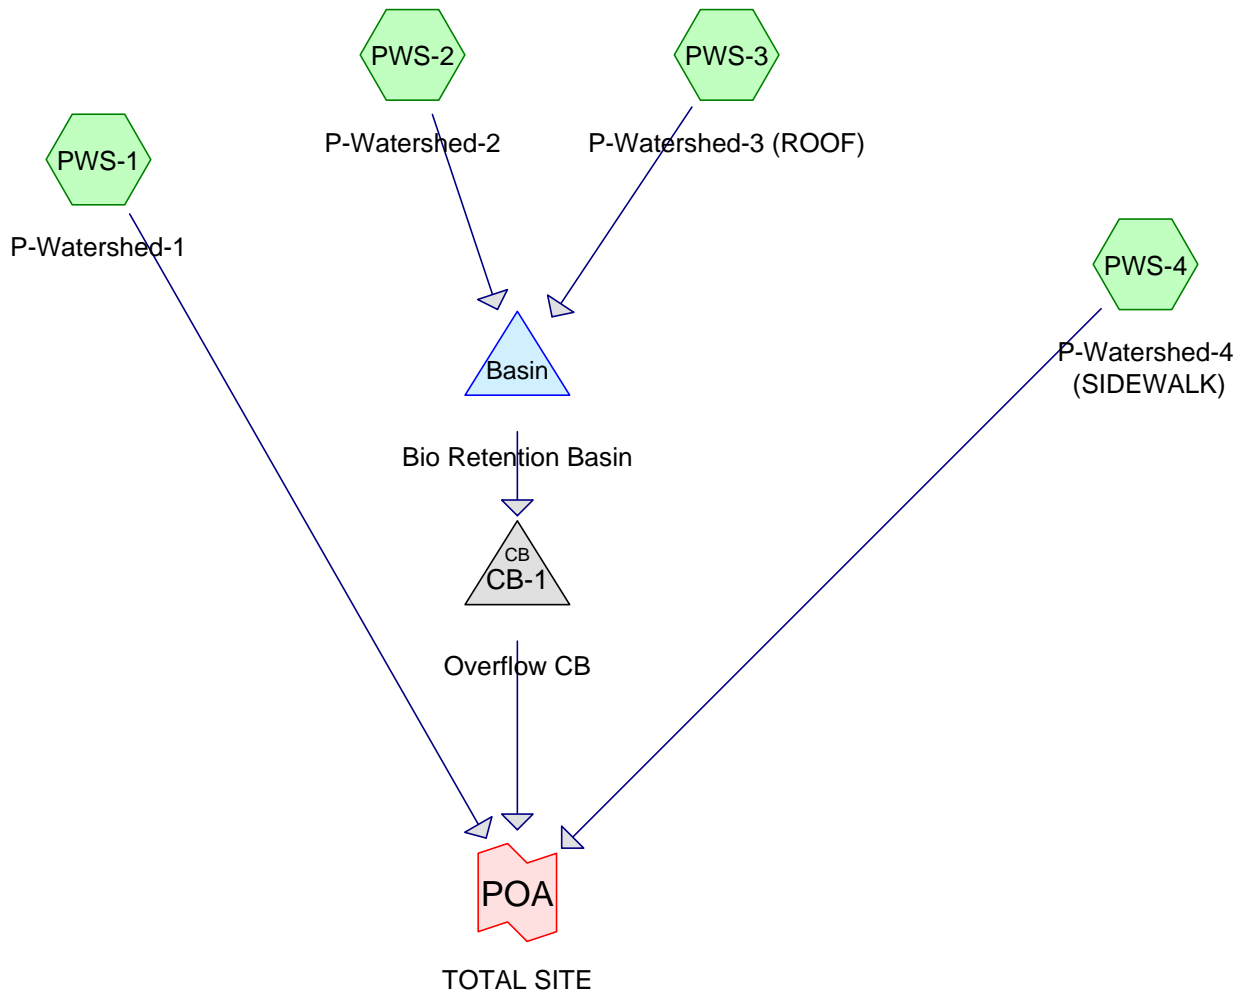 PWS-2
PWS-3
P-Watershed-2
P-Watershed-3 (ROOF)
PWS-1
P-Watershed-1
PWS-4
P-Watershed-4
(SIDEWALK)
Basin
Bio Retention Basin
CB
CB-1
Overflow CB
POA
TOTAL SITE